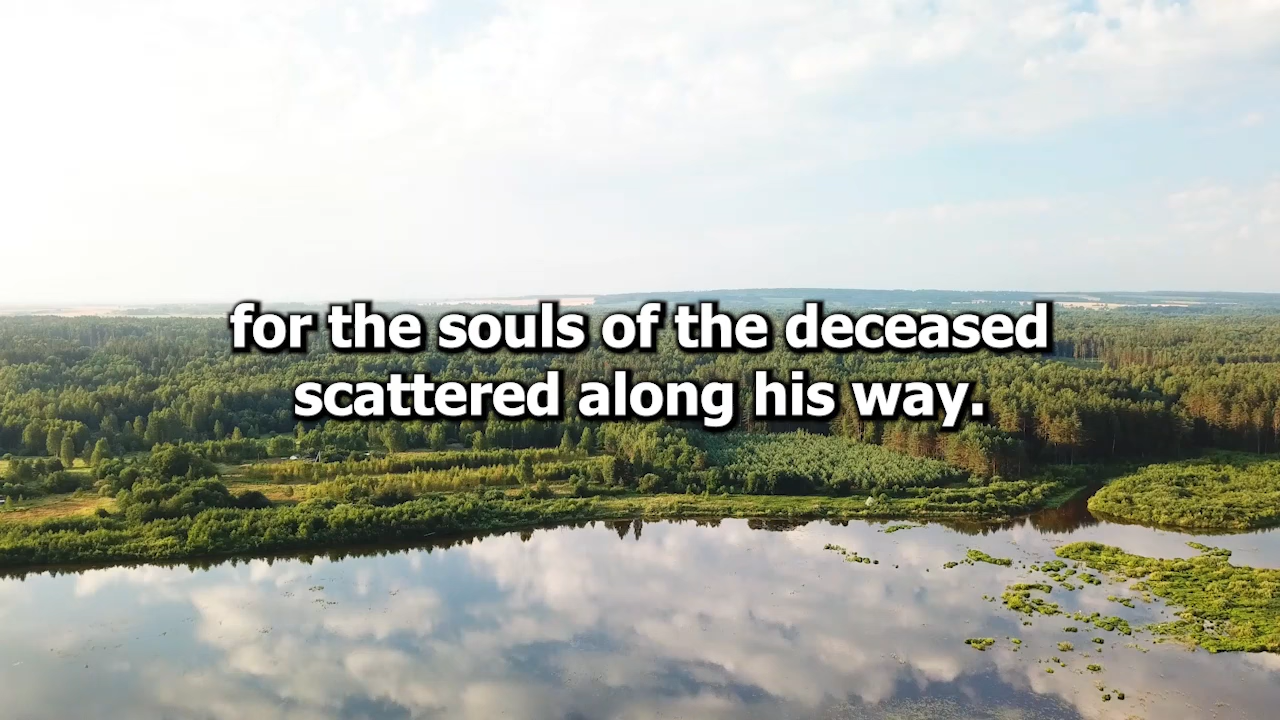 for the souls of the deceased
scattered along his way.